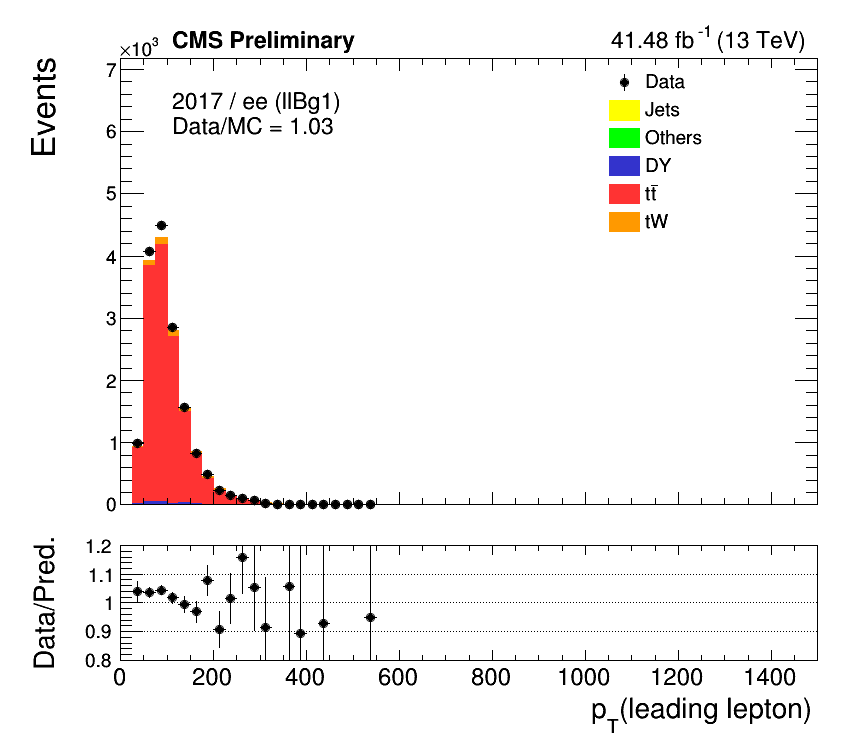 ×10³ CMS Preliminary 41.48 fb⁻¹ (13 TeV)
Events
7
6
5
4
3
2
1
0
2017 / ee (llBg1)
Data/MC = 1.03
Data
Jets
Others
DY
tt̄
tW
Data/Pred.
1.2
1.1
1
0.9
0.8
0 200 400 600 800 1000 1200 1400
p_T(leading lepton)